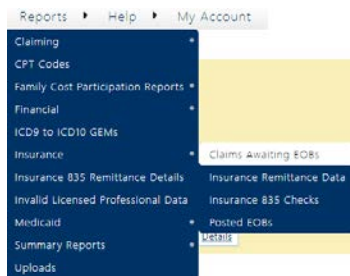 Reports Help My Account
Claiming
CPT Codes
Family Cost Participation Reports
Financial
ICD9 to ICD10 GEMs
Insurance
Claims Awaiting EOBs
Insurance 835 Remittance Details
Insurance Remittance Data
Invalid Licensed Professional Data
Insurance 835 Checks
Medicaid
Posted EOBs
Summary Reports
Details
Uploads